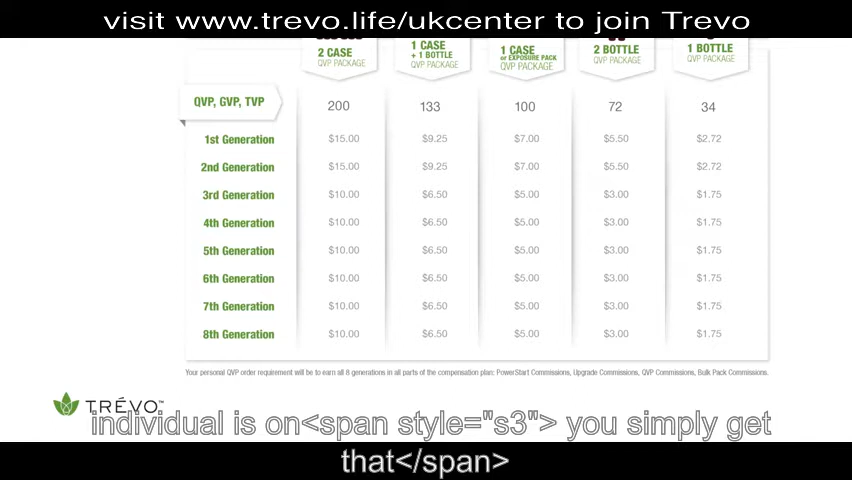 visit www.trevo.life/ukcenter to join Trevo
2 CASE QVP PACKAGE
1 CASE + 1 BOTTLE QVP PACKAGE
1 CASE or EXPOSURE PACK QVP PACKAGE
2 BOTTLE QVP PACKAGE
1 BOTTLE QVP PACKAGE
QVP, GVP, TVP 200 133 100 72 34
1st Generation $15.00 $9.25 $7.00 $5.50 $2.72
2nd Generation $15.00 $9.25 $7.00 $5.50 $2.72
3rd Generation $10.00 $6.50 $5.00 $3.00 $1.75
4th Generation $10.00 $6.50 $5.00 $3.00 $1.75
5th Generation $10.00 $6.50 $5.00 $3.00 $1.75
6th Generation $10.00 $6.50 $5.00 $3.00 $1.75
7th Generation $10.00 $6.50 $5.00 $3.00 $1.75
8th Generation $10.00 $6.50 $5.00 $3.00 $1.75
Your personal QVP order requirement will be to earn all 8 generations in all parts of the compensation plan: PowerStart Commissions, Upgrade Commissions, QVP Commissions, Bulk Pack Commissions.
TRÉVO™
individual is on<span style="s3"> you simply get
that</span>